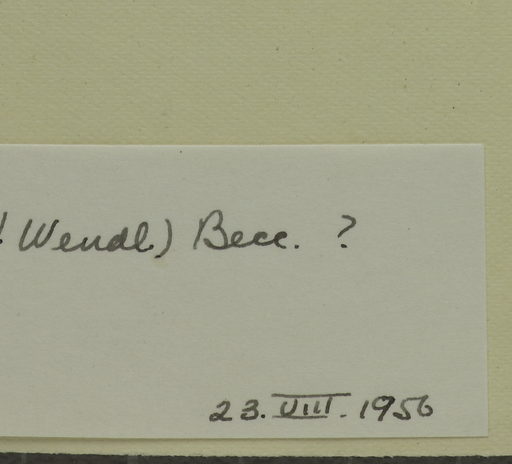 Wendl.) Becc. ?
23. VIII. 1956